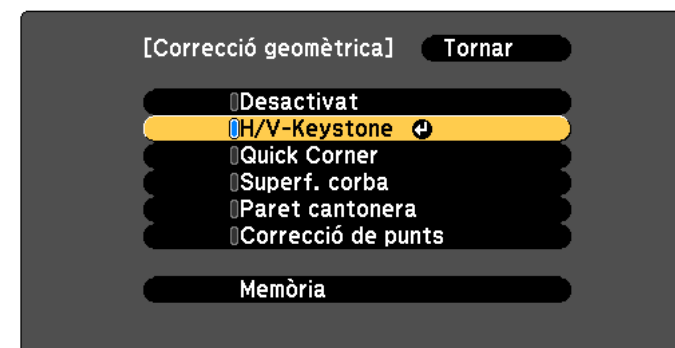 [Correcció geomètrica] Tornar
Desactivat
H/V-Keystone
Quick Corner
Superf. corba
Paret cantonera
Correcció de punts
Memòria